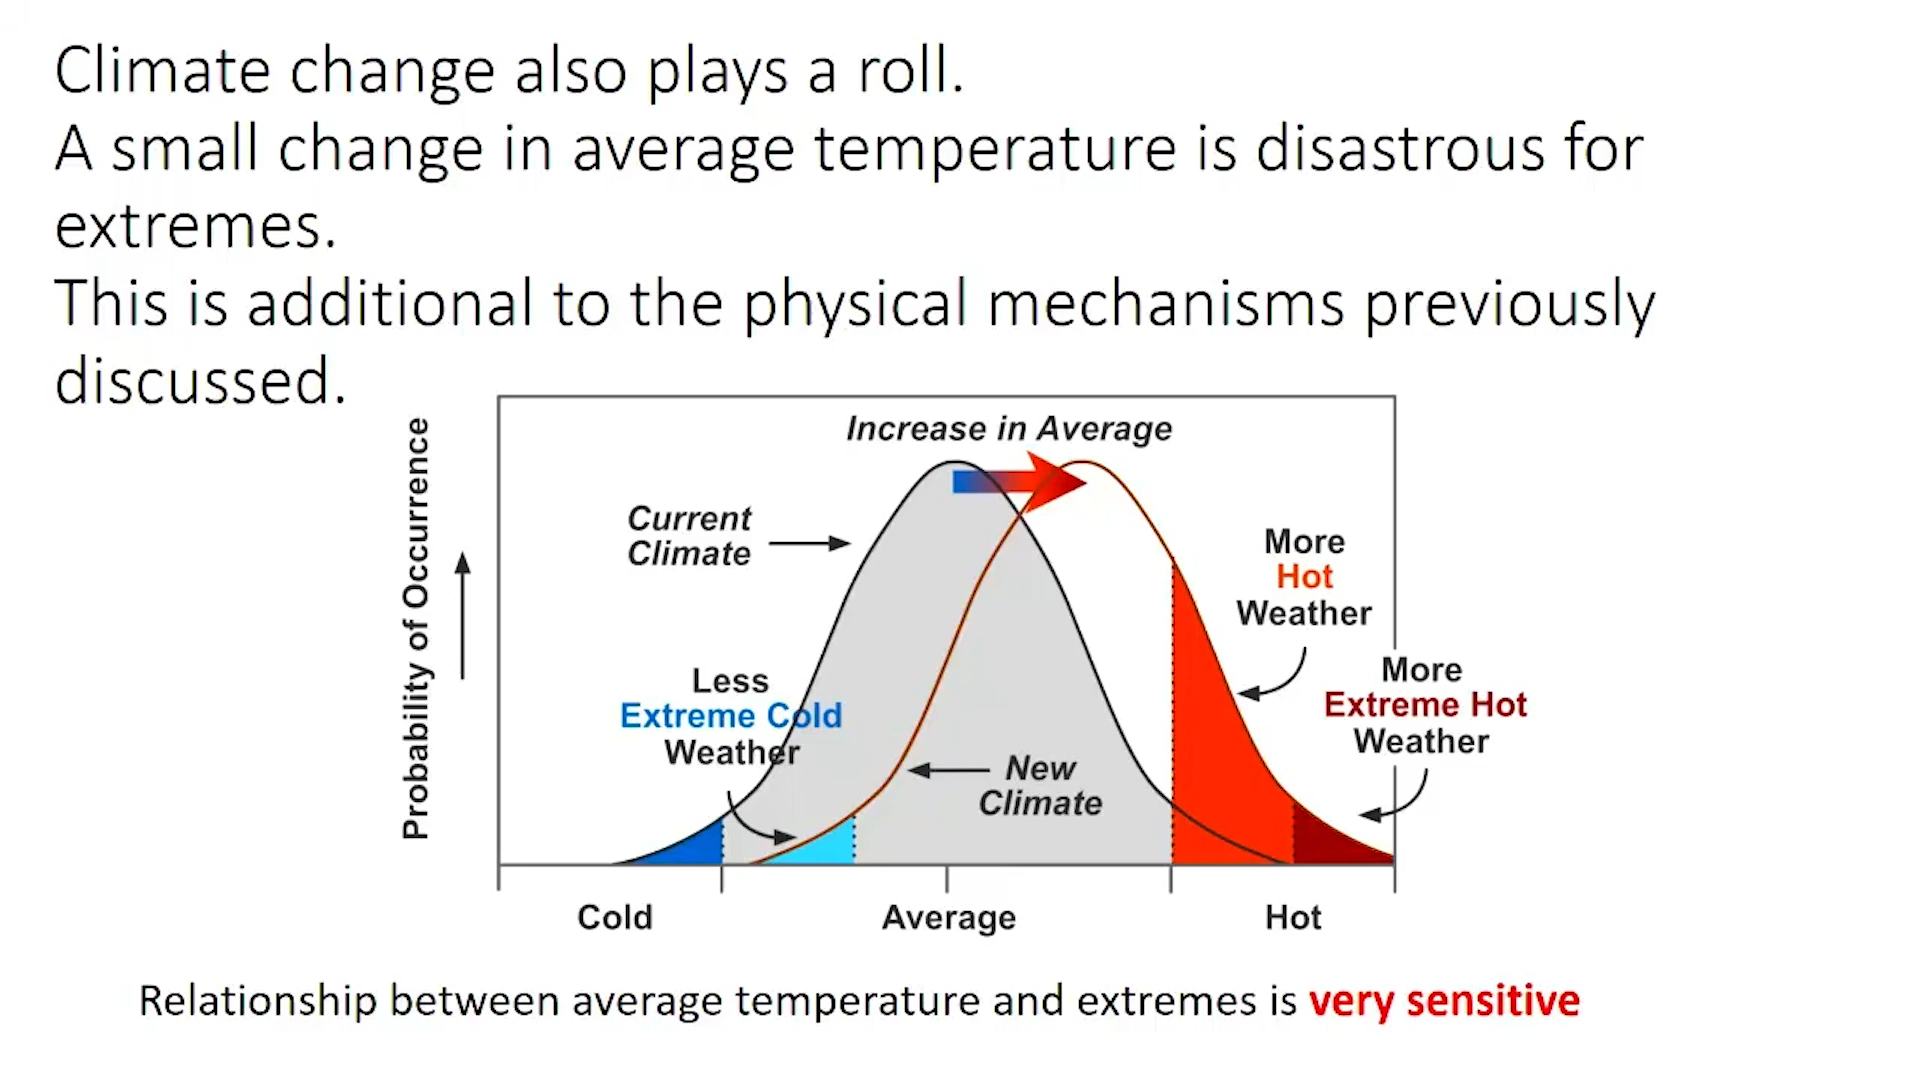 Climate change also plays a roll.
A small change in average temperature is disastrous for
extremes.
This is additional to the physical mechanisms previously
discussed.
Probability of Occurrence
Increase in Average
Current
Climate
More
Hot
Weather
Less
Extreme Cold
Weather
More
Extreme Hot
Weather
New
Climate
Cold
Average
Hot
Relationship between average temperature and extremes is very sensitive